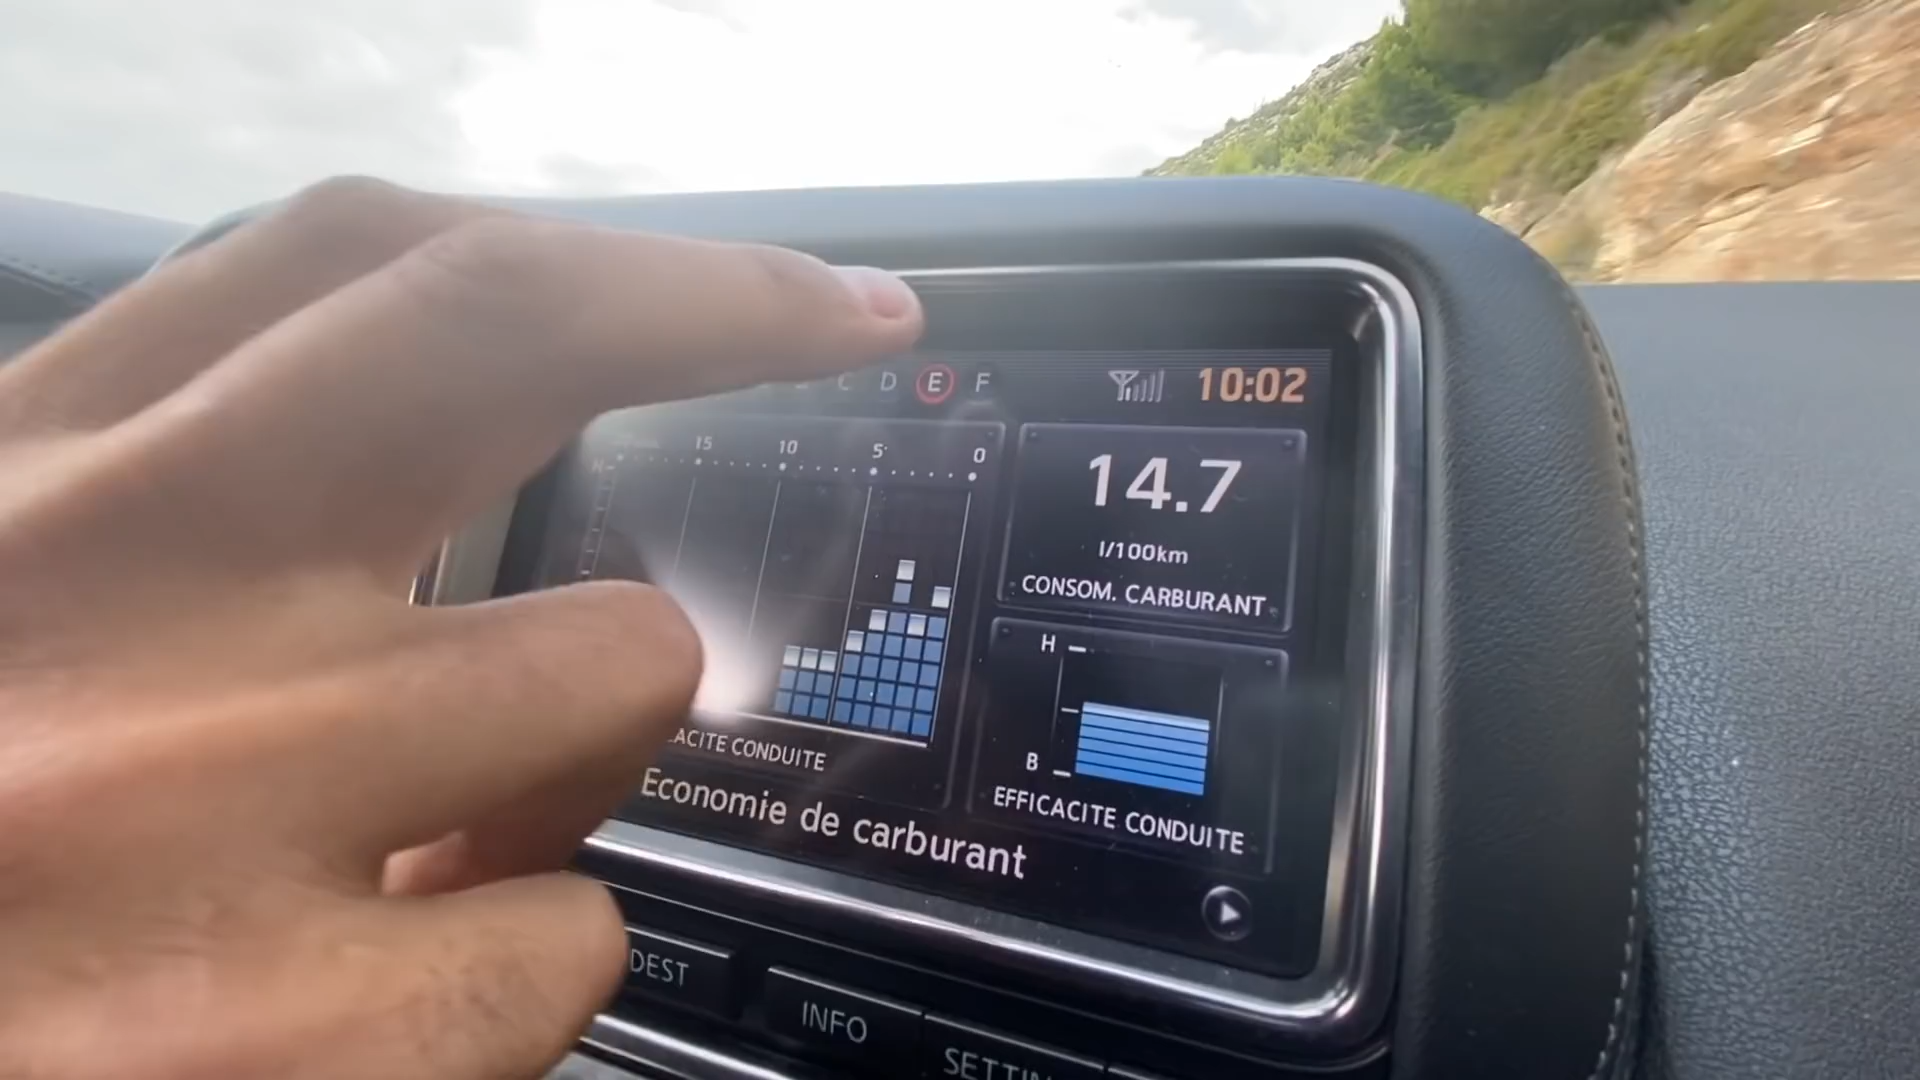 C D E F
10:02
15 10 5 0
14.7
l/100km
CONSOM. CARBURANT
H
B
EFFICACITE CONDUITE
ACITE CONDUITE
Economie de carburant
DEST
INFO
SETTIN